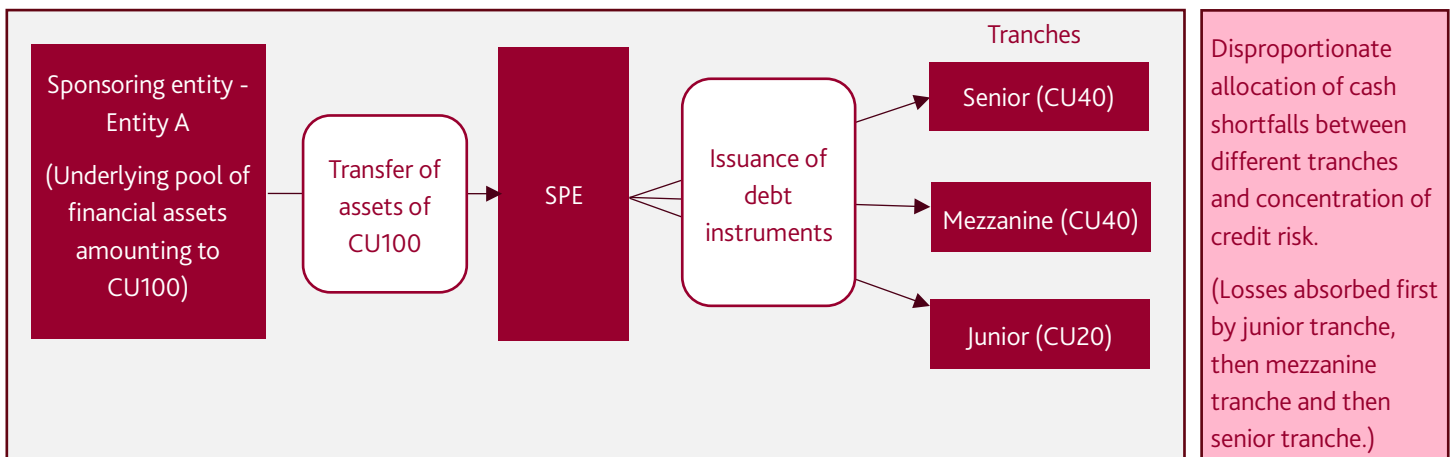 Sponsoring entity -
Entity A
(Underlying pool of
financial assets
amounting to
CU100)
Transfer of
assets of
CU100
SPE
Issuance of
debt
instruments
Tranches
Senior (CU40)
Mezzanine (CU40)
Junior (CU20)
Disproportionate
allocation of cash
shortfalls between
different tranches
and concentration of
credit risk.
(Losses absorbed first
by junior tranche,
then mezzanine
tranche and then
senior tranche.)